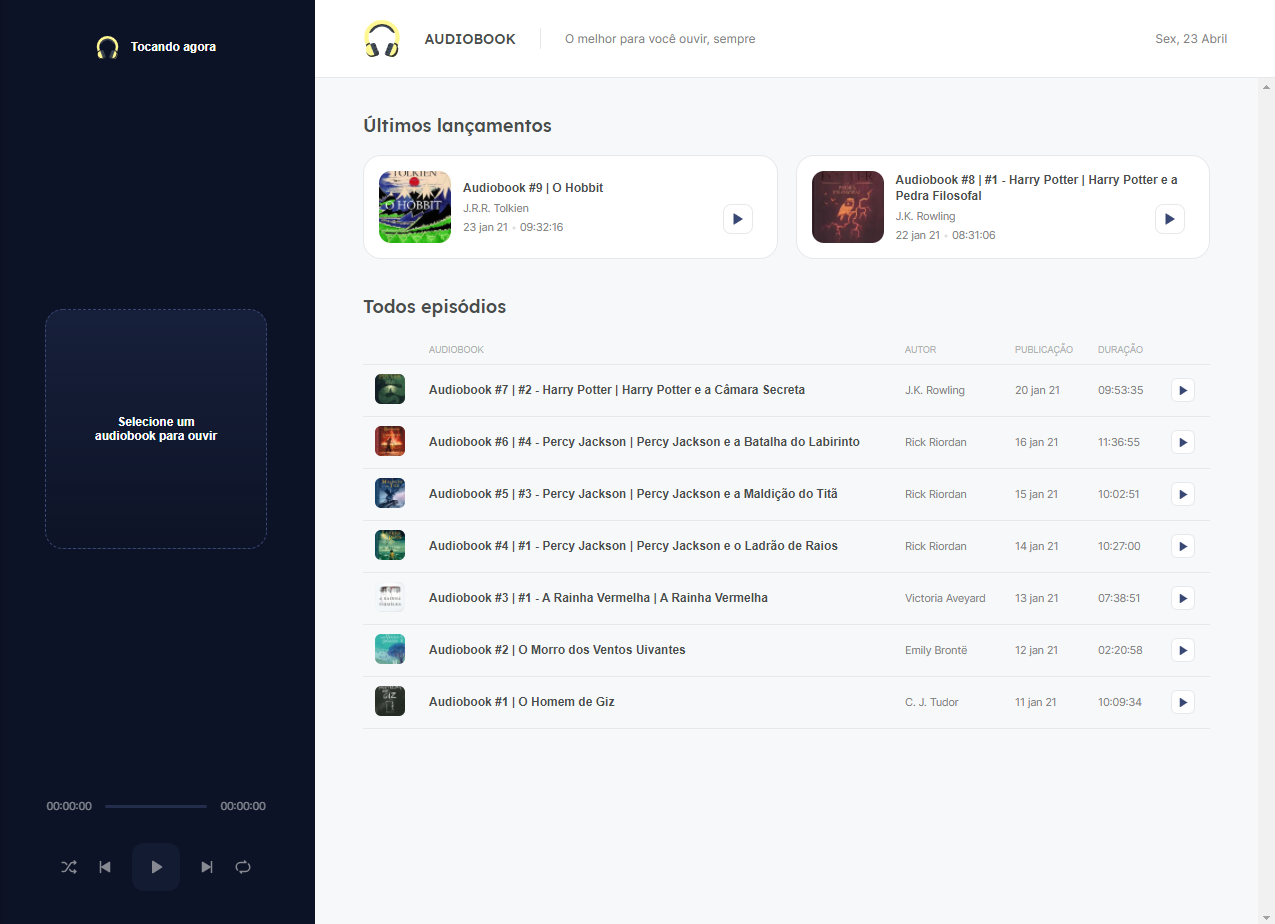 Tocando agora
AUDIOBOOK
O melhor para você ouvir, sempre
Sex, 23 Abril
Últimos lançamentos
TOLKIEN
O HOBBIT
Audiobook #9 | O Hobbit
J.R.R. Tolkien
23 jan 21 • 09:32:16
Audiobook #8 | #1 - Harry Potter | Harry Potter e a
Pedra Filosofal
J.K. Rowling
22 jan 21 • 08:31:06
Todos episódios
AUDIOBOOK AUTOR PUBLICAÇÃO DURAÇÃO
Audiobook #7 | #2 - Harry Potter | Harry Potter e a Câmara Secreta J.K. Rowling 20 jan 21 09:53:35
Audiobook #6 | #4 - Percy Jackson | Percy Jackson e a Batalha do Labirinto Rick Riordan 16 jan 21 11:36:55
Audiobook #5 | #3 - Percy Jackson | Percy Jackson e a Maldição do Titã Rick Riordan 15 jan 21 10:02:51
Audiobook #4 | #1 - Percy Jackson | Percy Jackson e o Ladrão de Raios Rick Riordan 14 jan 21 10:27:00
Audiobook #3 | #1 - A Rainha Vermelha | A Rainha Vermelha Victoria Aveyard 13 jan 21 07:38:51
Audiobook #2 | O Morro dos Ventos Uivantes Emily Brontë 12 jan 21 02:20:58
GIZ
Audiobook #1 | O Homem de Giz C. J. Tudor 11 jan 21 10:09:34
Selecione um
audiobook para ouvir
00:00:00 00:00:00